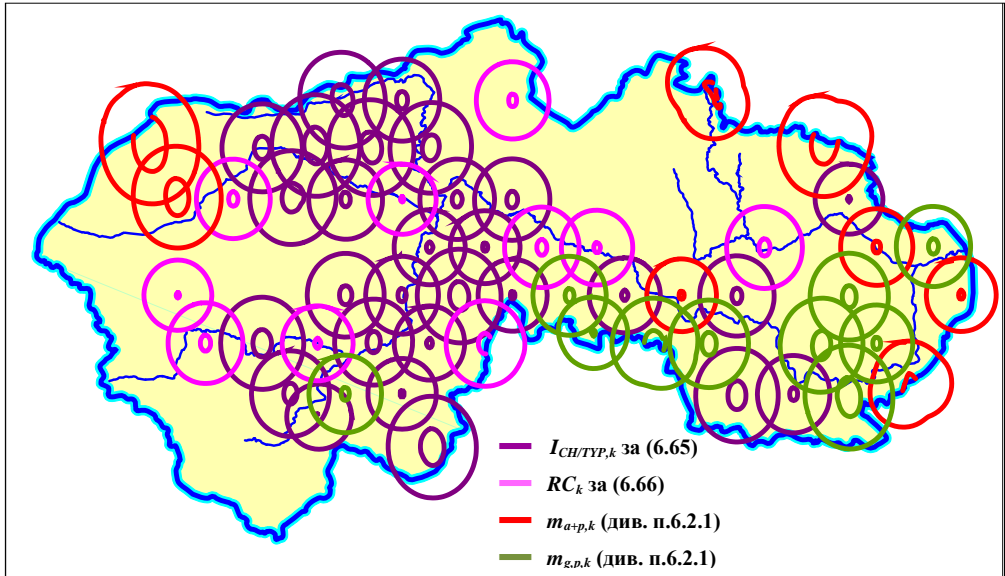 I_CH/TYP,k за (6.65)
RC_k за (6.66)
m_a+p,k (див. п.6.2.1)
m_g,p,k (див. п.6.2.1)